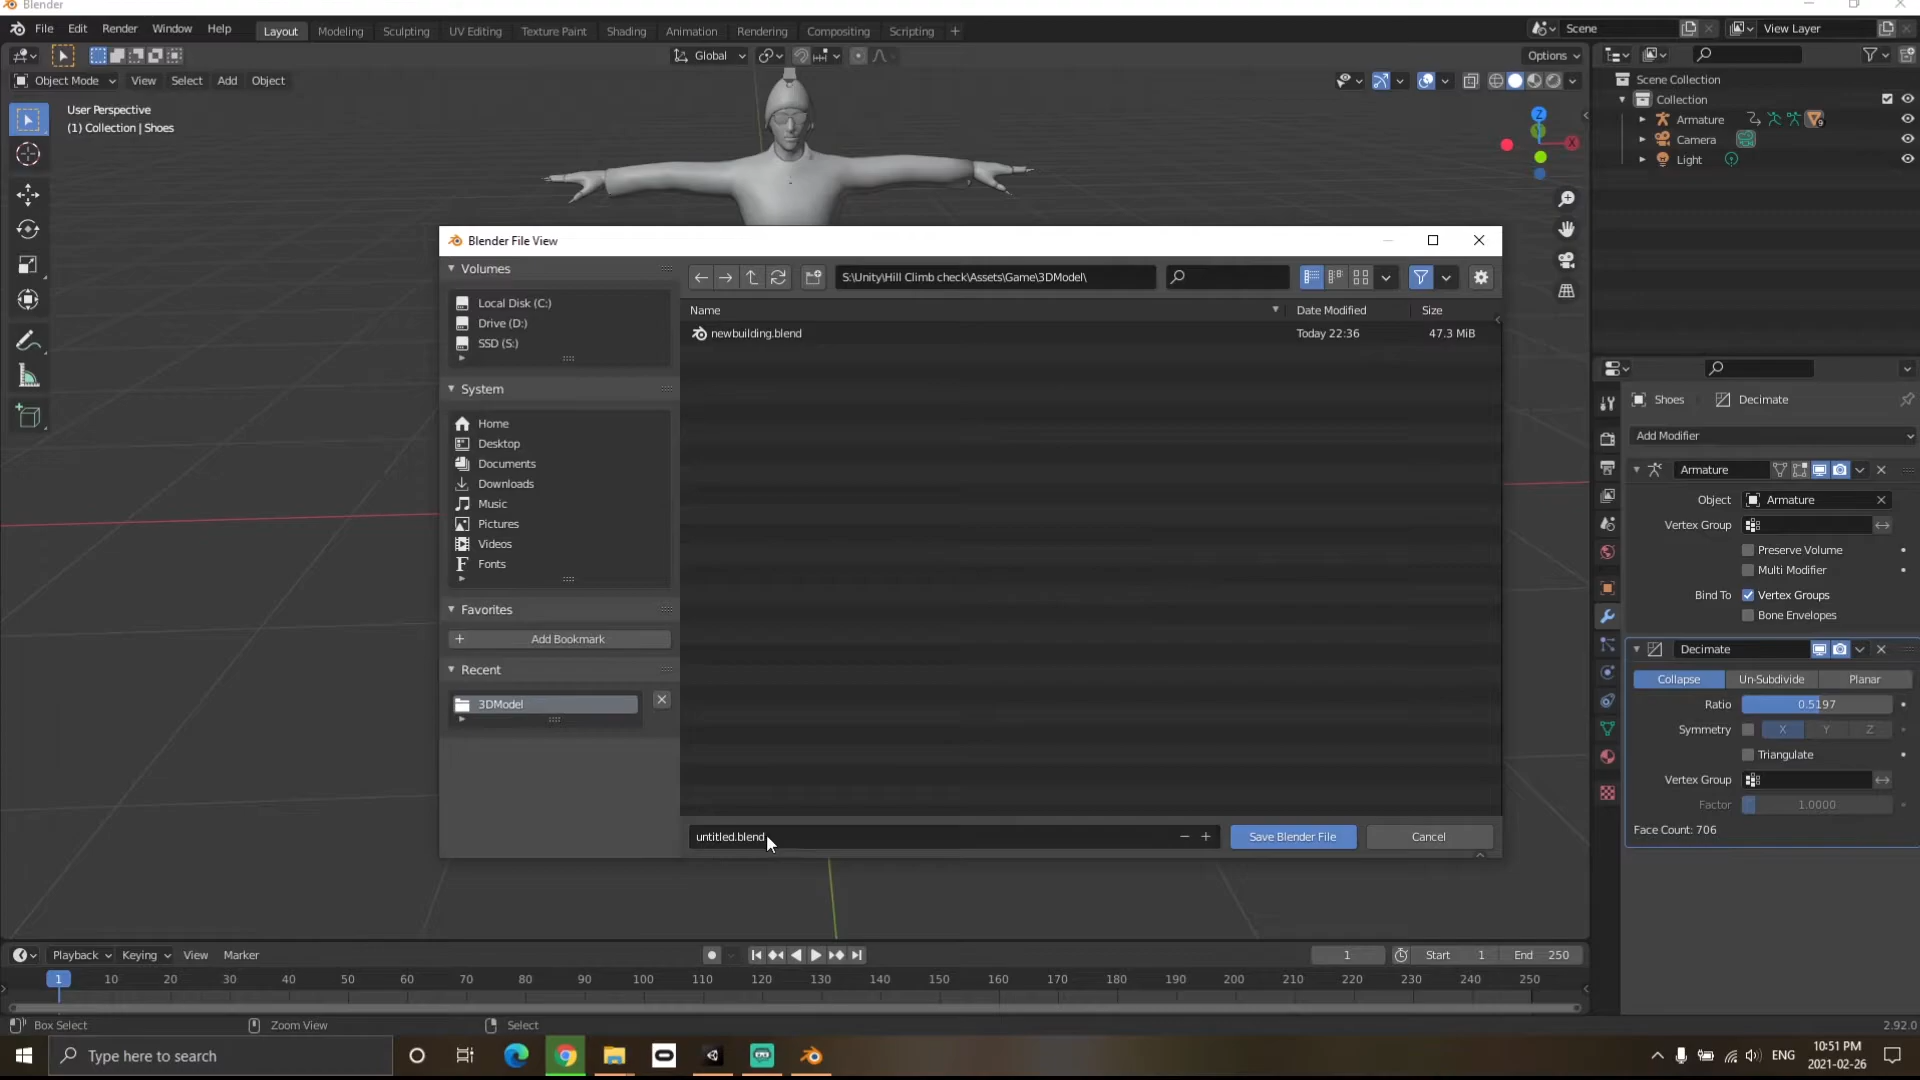 Blender
File Edit Render Window Help Layout Modeling Sculpting UV Editing Texture Paint Shading Animation Rendering Compositing Scripting + Scene View Layer
Global Options
Object Mode View Select Add Object
User Perspective
(1) Collection | Shoes
Z
X
Scene Collection
Collection
Armature 9
Camera
Light
Blender File View
Volumes
Local Disk (C:)
Drive (D:)
SSD (S:)
System
Home
Desktop
Documents
Downloads
Music
Pictures
Videos
Fonts
Favorites
Add Bookmark
Recent
3DModel
S:\Unity\Hill Climb check\Assets\Game\3DModel\
Name Date Modified Size
newbuilding.blend Today 22:36 47.3 MiB
untitled.blend Save Blender File Cancel
Shoes Decimate
Add Modifier
Armature
Object Armature
Vertex Group
Preserve Volume
Multi Modifier
Bind To Vertex Groups
Bone Envelopes
Decimate
Collapse Un-Subdivide Planar
Ratio 0.5197
Symmetry X Y Z
Triangulate
Vertex Group
Factor 1.0000
Face Count: 706
Playback Keying View Marker 1 Start 1 End 250
1 10 20 30 40 50 60 70 80 90 100 110 120 130 140 150 160 170 180 190 200 210 220 230 240 250
Box Select Zoom View Select 2.92.0
Type here to search ENG 10:51 PM
2021-02-26